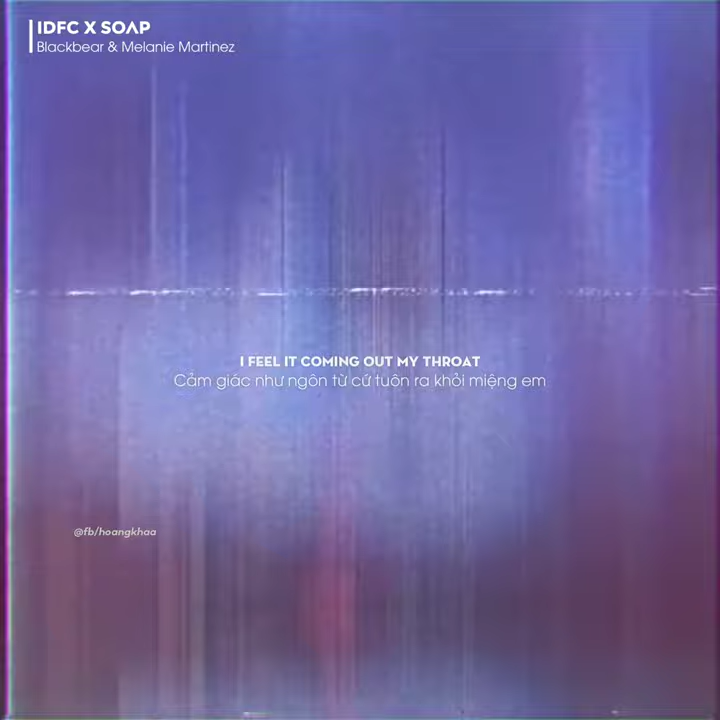 IDFC X SOAP
Blackbear & Melanie Martinez
I FEEL IT COMING OUT MY THROAT
Cảm giác như ngôn từ cứ tuôn ra khỏi miệng em
@fb/hoangkhaa